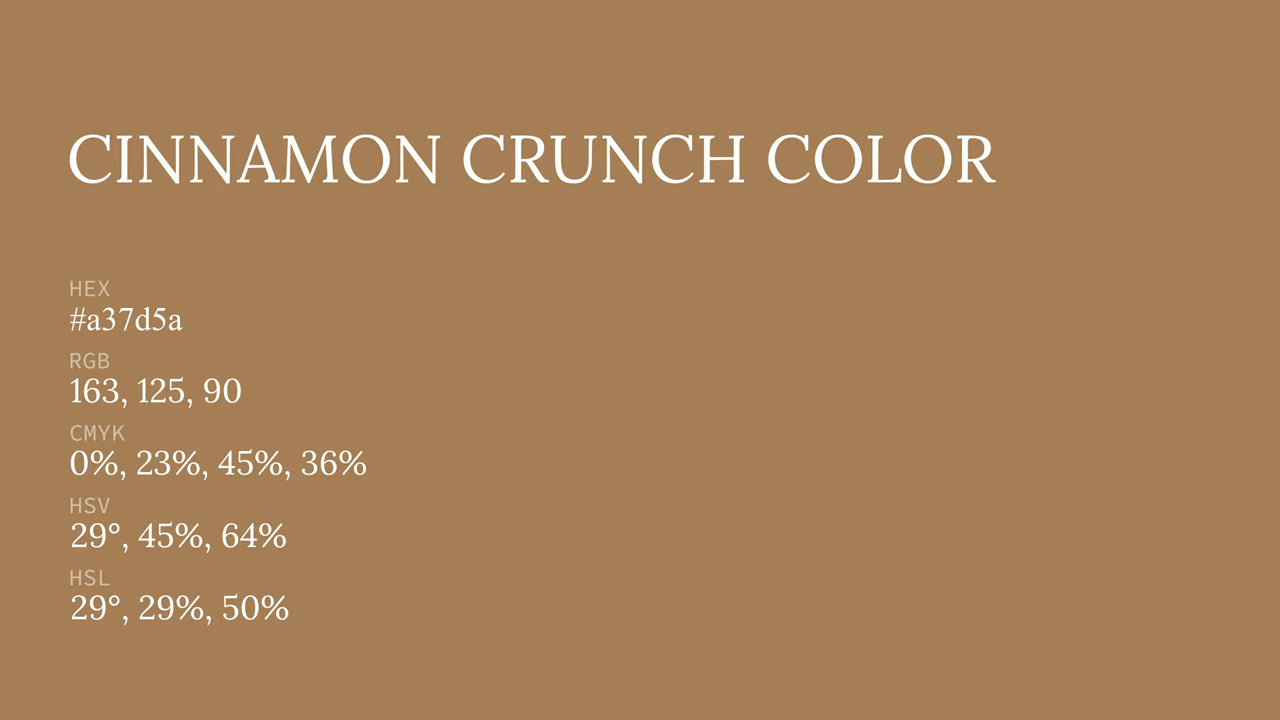 CINNAMON CRUNCH COLOR
HEX
#a37d5a
RGB
163, 125, 90
CMYK
0%, 23%, 45%, 36%
HSV
29°, 45%, 64%
HSL
29°, 29%, 50%